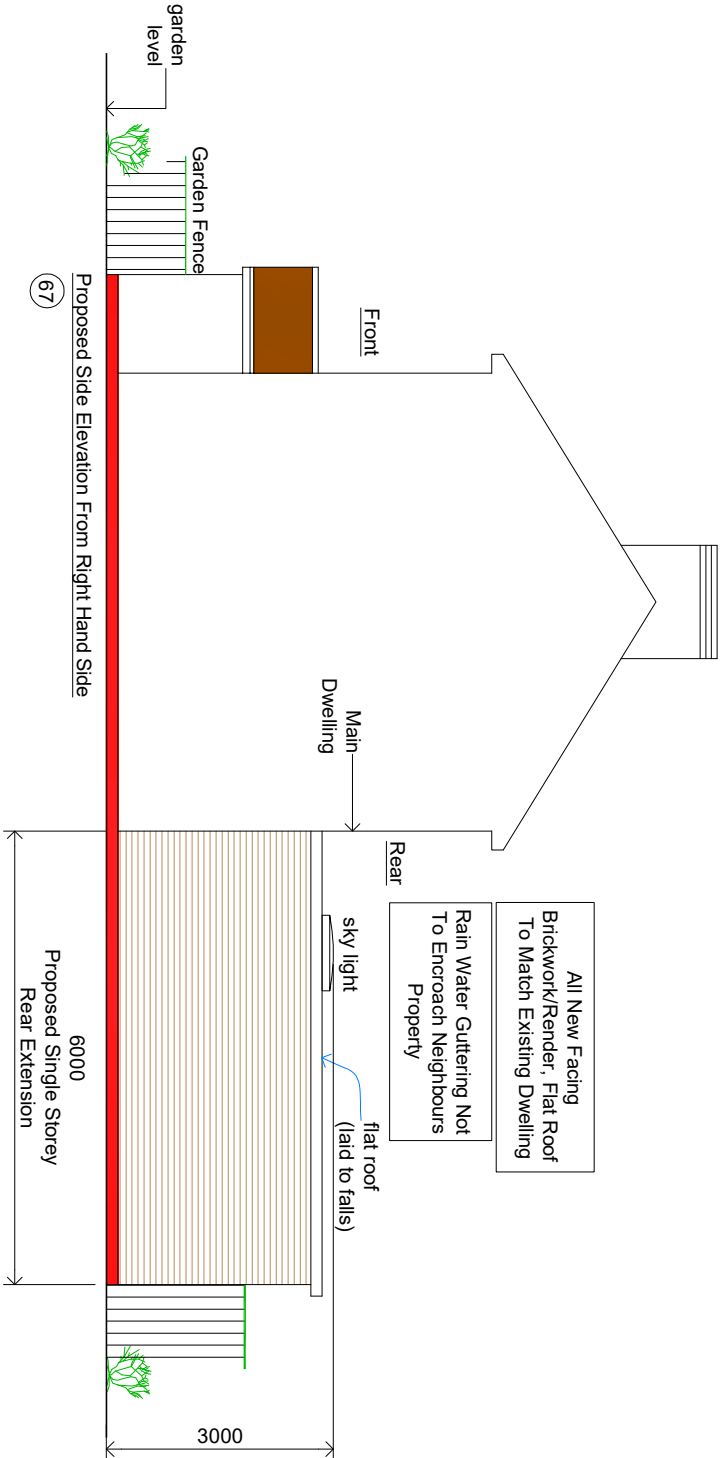 garden
level
Garden Fence
Front
Main
Dwelling
Rear
All New Facing
Brickwork/Render, Flat Roof
To Match Existing Dwelling
Rain Water Guttering Not
To Encroach Neighbours
Property
sky light
flat roof
(laid to falls)
3000
6000
Proposed Single Storey
Rear Extension
Proposed Side Elevation From Right Hand Side
67